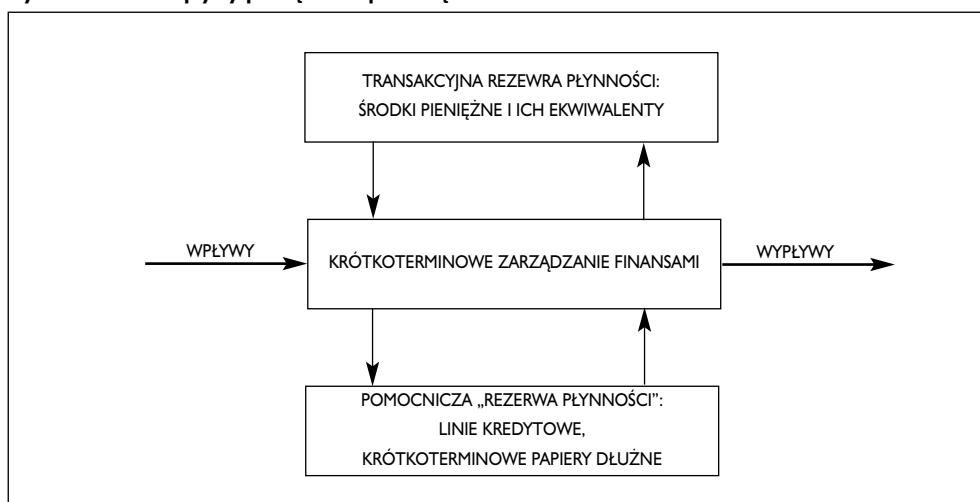 TRANSAKCYJNA REZEWRA PŁYNNOŚCI:
ŚRODKI PIENIĘŻNE I ICH EKWIWALENTY
WPŁYWY
KRÓTKOTERMINOWE ZARZĄDZANIE FINANSAMI
WYPŁYWY
POMOCNICZA „REZERWA PŁYNNOŚCI”:
LINIE KREDYTOWE,
KRÓTKOTERMINOWE PAPIERY DŁUŻNE